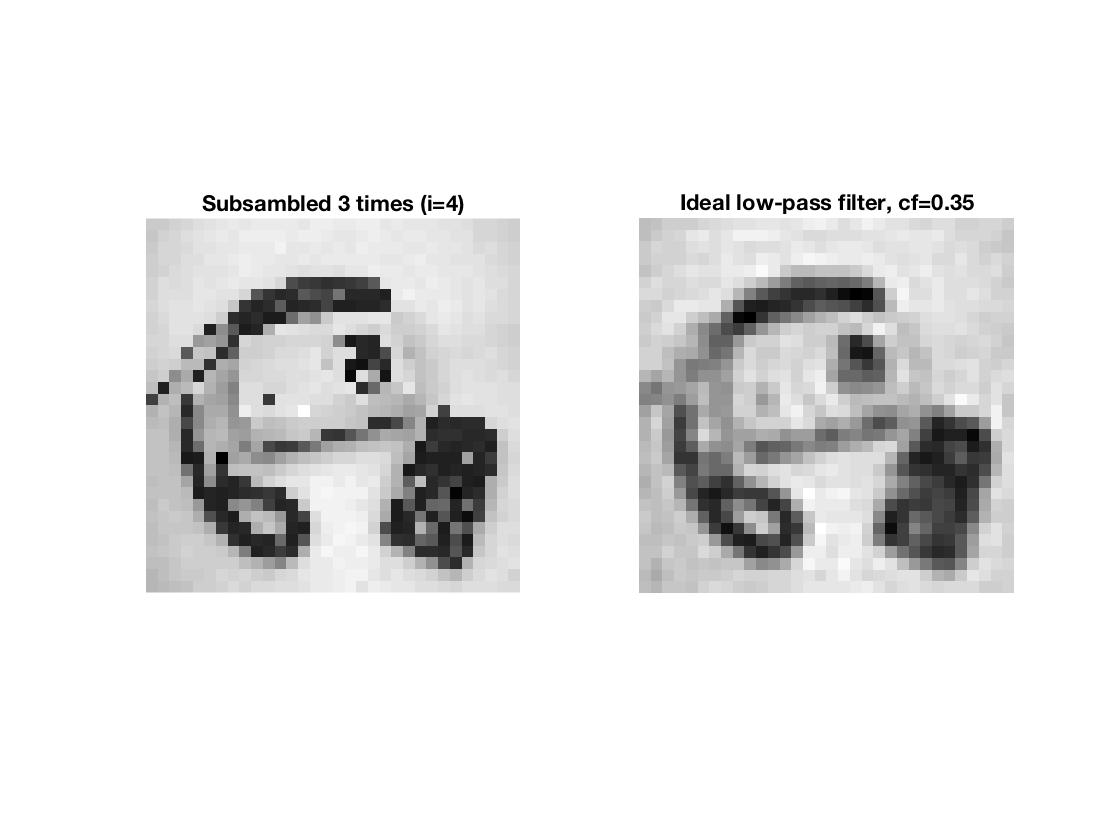 Subsambled 3 times (i=4)
Ideal low-pass filter, cf=0.35